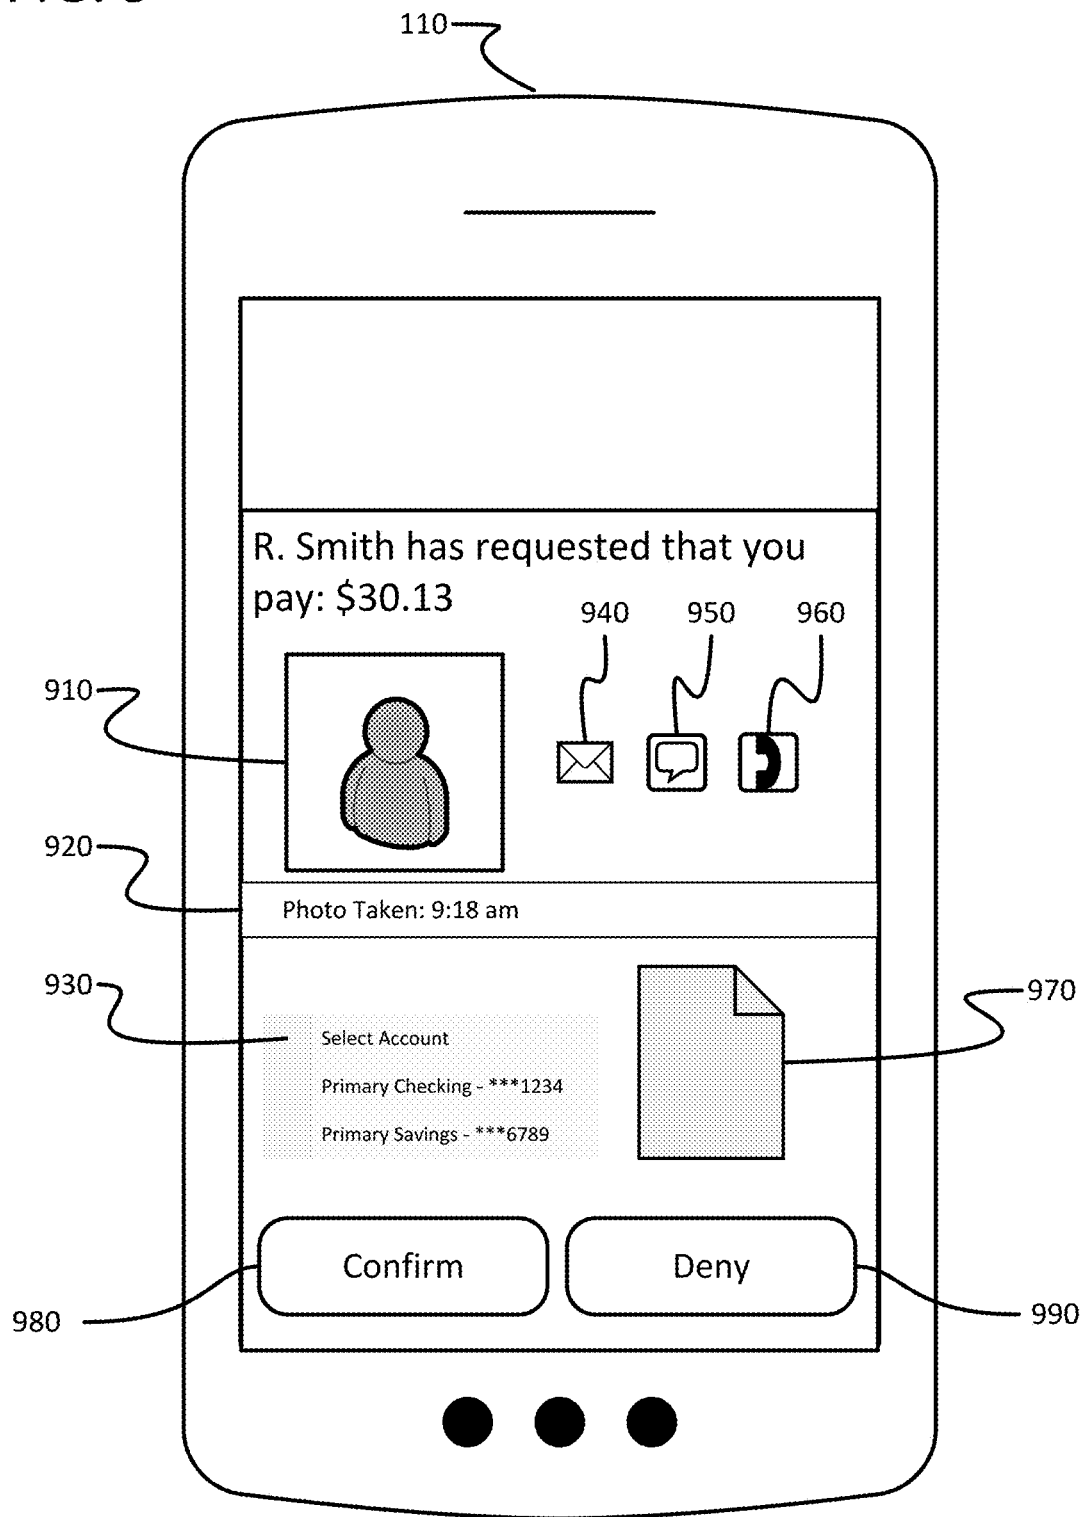 110
R. Smith has requested that you
pay: $30.13
940 950 960
910
920
Photo Taken: 9:18 am
930
970
Select Account
Primary Checking - ***1234
Primary Savings - ***6789
Confirm
Deny
980
990